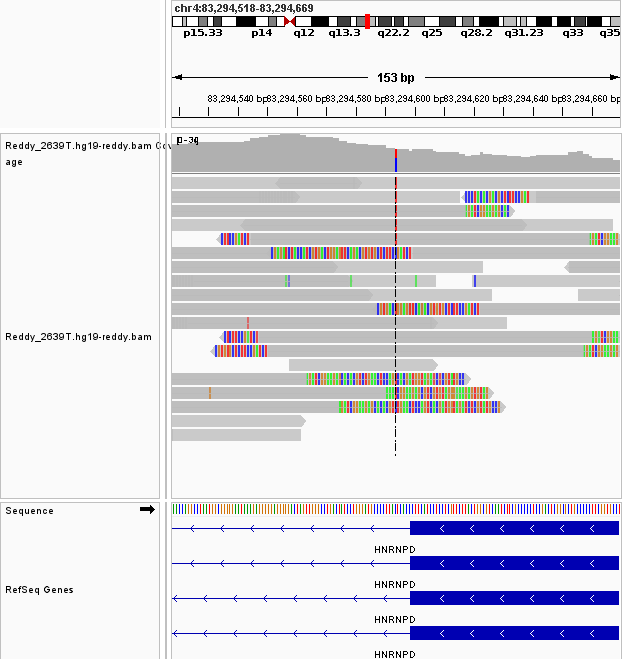 chr4:83,294,518-83,294,669
p15.33 p14 q12 q13.3 q22.2 q25 q28.2 q31.23 q33 q35
153 bp
83,294,540 bp 83,294,560 bp 83,294,580 bp 83,294,600 bp 83,294,620 bp 83,294,640 bp 83,294,660 bp
Reddy_2639T.hg19-reddy.bam Cov
age
Reddy_2639T.hg19-reddy.bam
Sequence
HNRNPD
HNRNPD
RefSeq Genes
HNRNPD
HNRNPD